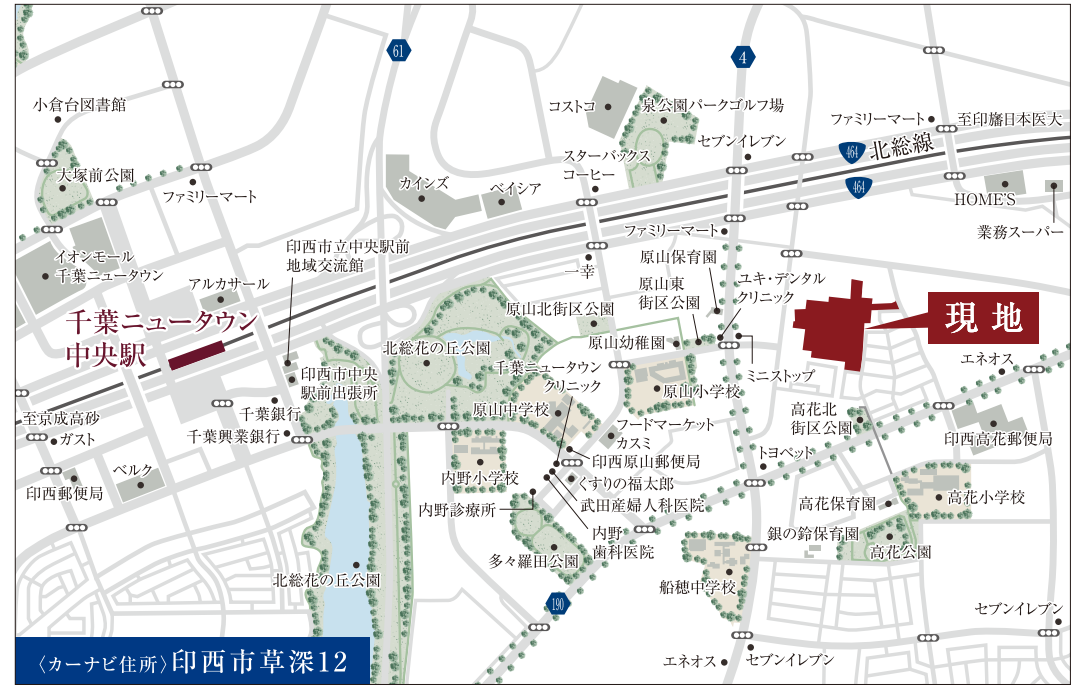 61
4
小倉台図書館
コストコ
泉公園パークゴルフ場
ファミリーマート
至印旛日本医大
セブンイレブン
464
北総線
スターバックス
コーヒー
大塚前公園
ファミリーマート
カインズ
ベイシア
464
HOME'S
業務スーパー
ファミリーマート
印西市立中央駅前
地域交流館
イオンモール
千葉ニュータウン
一幸
原山保育園
アルカサール
原山東
街区公園
ユキ・デンタル
クリニック
千葉ニュータウン
中央駅
原山北街区公園
現地
原山幼稚園
北総花の丘公園
千葉ニュータウン
クリニック
ミニストップ
エネオス
印西市中央
駅前出張所
原山小学校
至京成高砂
千葉銀行
原山中学校
高花北
街区公園
ガスト
千葉興業銀行
フードマーケット
カスミ
印西高花郵便局
トヨペット
印西原山郵便局
ベルク
内野小学校
くすりの福太郎
印西郵便局
高花保育園
高花小学校
内野診療所
武田産婦人科医院
内野
歯科医院
銀の鈴保育園
高花公園
多々羅田公園
北総花の丘公園
船穂中学校
190
セブンイレブン
〈カーナビ住所〉印西市草深12
エネオス
セブンイレブン